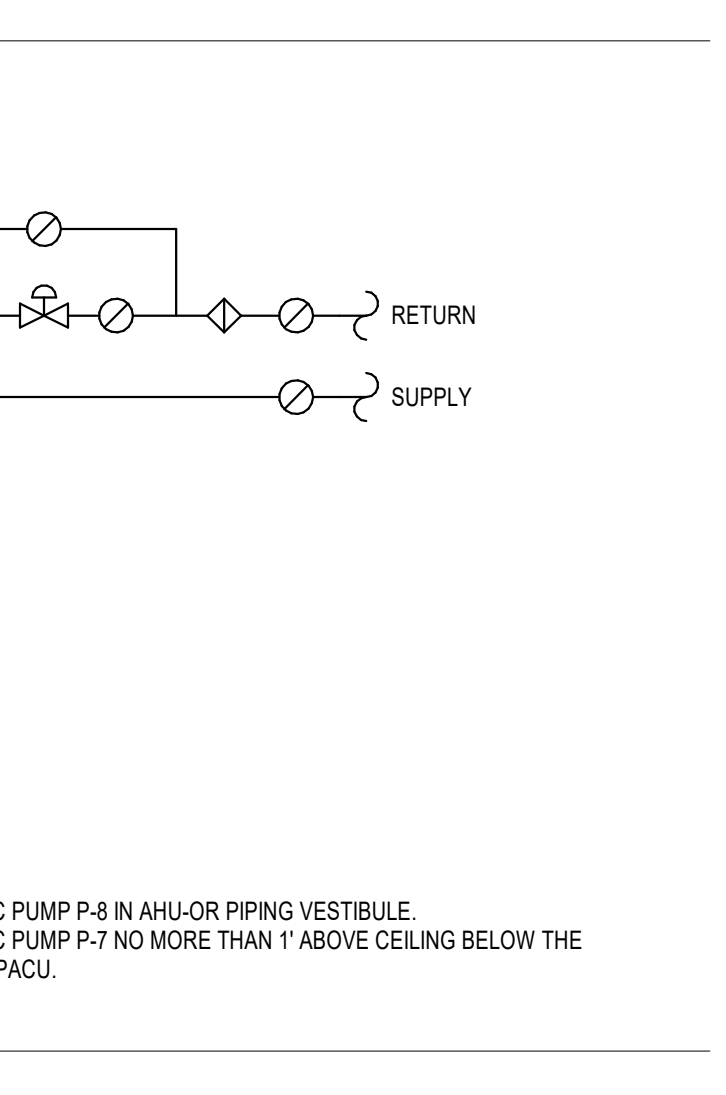 RETURN
SUPPLY
C PUMP P-8 IN AHU-OR PIPING VESTIBULE.
C PUMP P-7 NO MORE THAN 1' ABOVE CEILING BELOW THE
PACU.